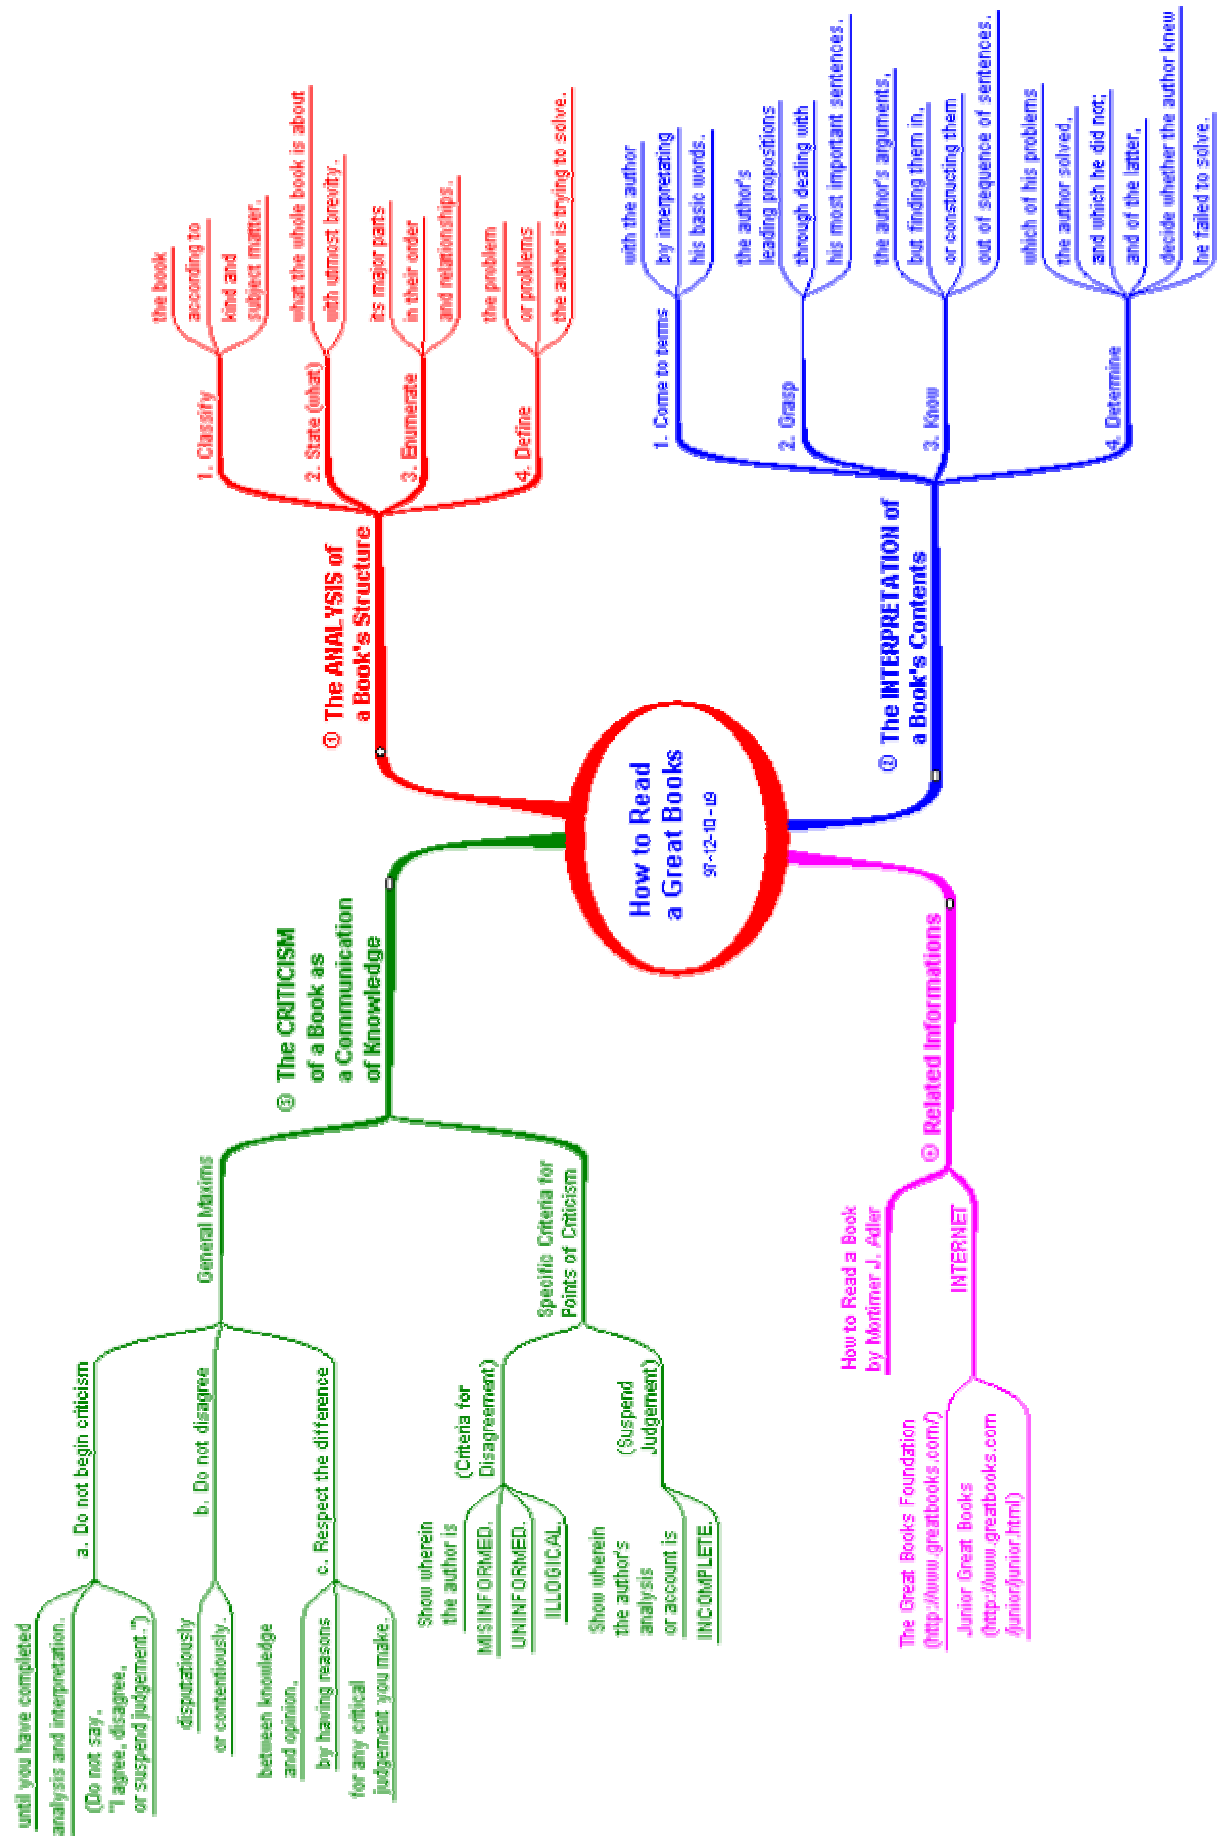 How to Read
a Great Books
97-12-10-19
① The ANALYSIS of
a Book's Structure
1. Classify
the book
according to
kind and
subject matter.
2. State (what)
what the whole book is about
with utmost brevity.
3. Enumerate
its major parts
in their order
and relationships.
4. Define
the problem
or problems
the author is trying to solve.
② The INTERPRETATION of
a Book's Contents
1. Come to terms
with the author
by interpretating
his basic words.
2. Grasp
the author's
leading propositions
through dealing with
his most important sentences.
3. Know
the author's arguments,
but finding them in,
or constructing them
out of sequence of sentences.
4. Determine
which of his problems
the author solved,
and which he did not;
and of the latter,
decide whether the author knew
he failed to solve.
③ The CRITICISM
of a Book as
a Communication
of Knowledge
General Maxims
a. Do not begin criticism
until you have completed
analysis and interpretation.
(Do not say,
"I agree, disagree,
or suspend judgement.")
b. Do not disagree
disputatiously
or contentiously.
c. Respect the difference
between knowledge
and opinion,
by having reasons
for any critical
judgement you make.
Specific Criteria for
Points of Criticism
(Criteria for
Disagreement)
Show wherein
the author is
MISINFORMED.
UNINFORMED.
ILLOGICAL.
(Suspend
Judgement)
Show wherein
the author's
analysis
or account is
INCOMPLETE.
Related Informations
How to Read a Book
by Mortimer J. Adler
INTERNET
The Great Books Foundation
(http://www.greatbooks.com/)
Junior Great Books
(http://www.greatbooks.com
/junior/junior.html)